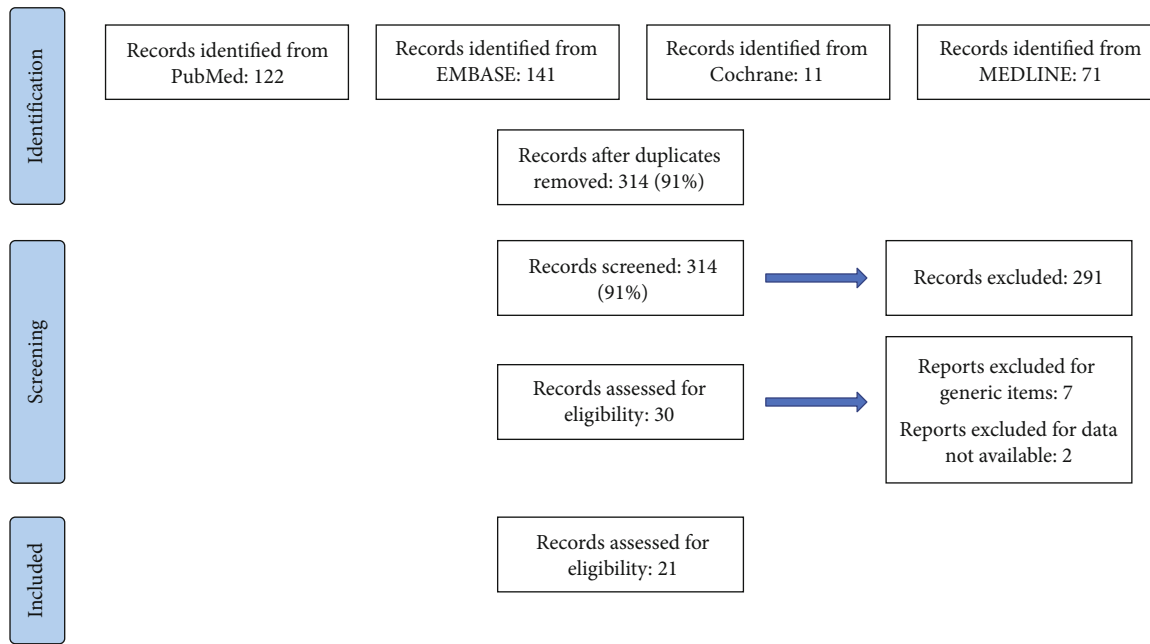 Identification
Records identified from
PubMed: 122
Records identified from
EMBASE: 141
Records identified from
Cochrane: 11
Records identified from
MEDLINE: 71
Records after duplicates
removed: 314 (91%)
Screening
Records screened: 314
(91%)
Records excluded: 291
Records assessed for
eligibility: 30
Reports excluded for
generic items: 7
Reports excluded for data
not available: 2
Included
Records assessed for
eligibility: 21